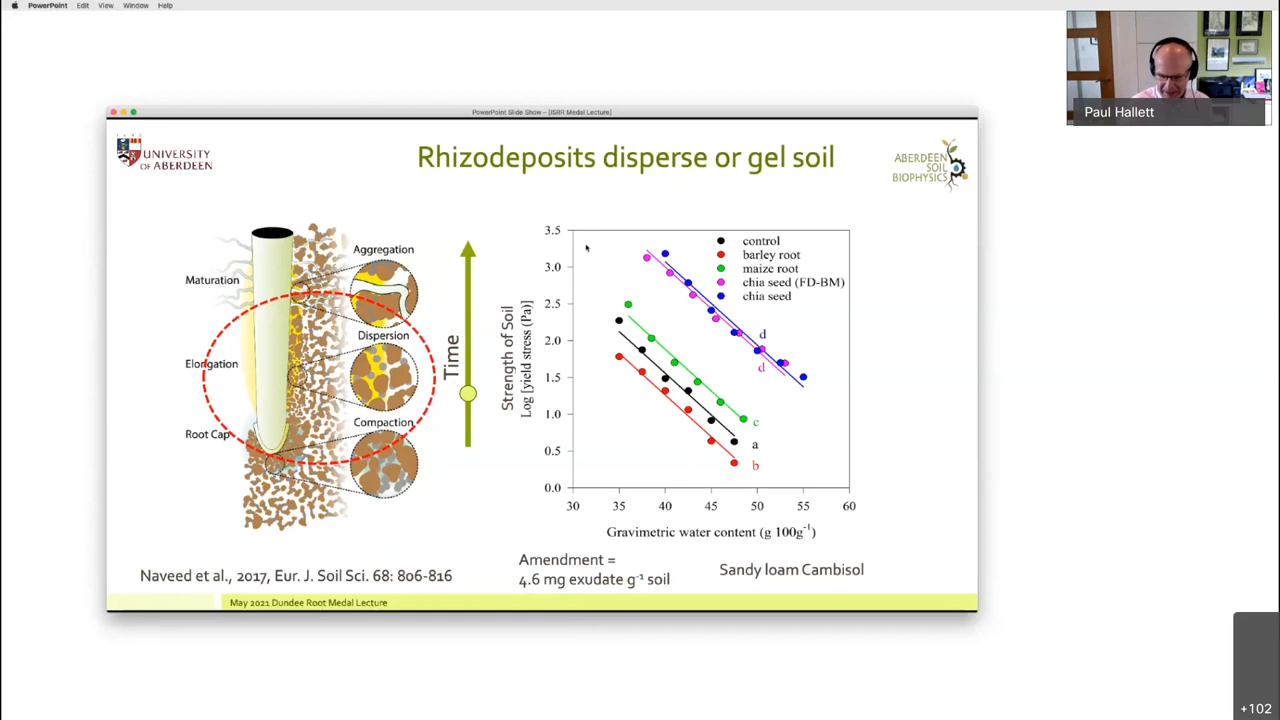 PowerPoint Edit View Window Help
Paul Hallett
PowerPoint Slide Show - [ISRR Medal Lecture]
UNIVERSITY
OF ABERDEEN
Rhizodeposits disperse or gel soil
ABERDEEN
SOIL
BIOPHYSICS
Maturation
Elongation
Root Cap
Aggregation
Dispersion
Compaction
Time
Strength of Soil
Log [yield stress (Pa)]
3.5
3.0
2.5
2.0
1.5
1.0
0.5
0.0
control
barley root
maize root
chia seed (FD-BM)
chia seed
d
d
c
a
b
30 35 40 45 50 55 60
Gravimetric water content (g 100g⁻¹)
Naveed et al., 2017, Eur. J. Soil Sci. 68: 806-816
Amendment =
4.6 mg exudate g⁻¹ soil
Sandy loam Cambisol
May 2021 Dundee Root Medal Lecture
+102